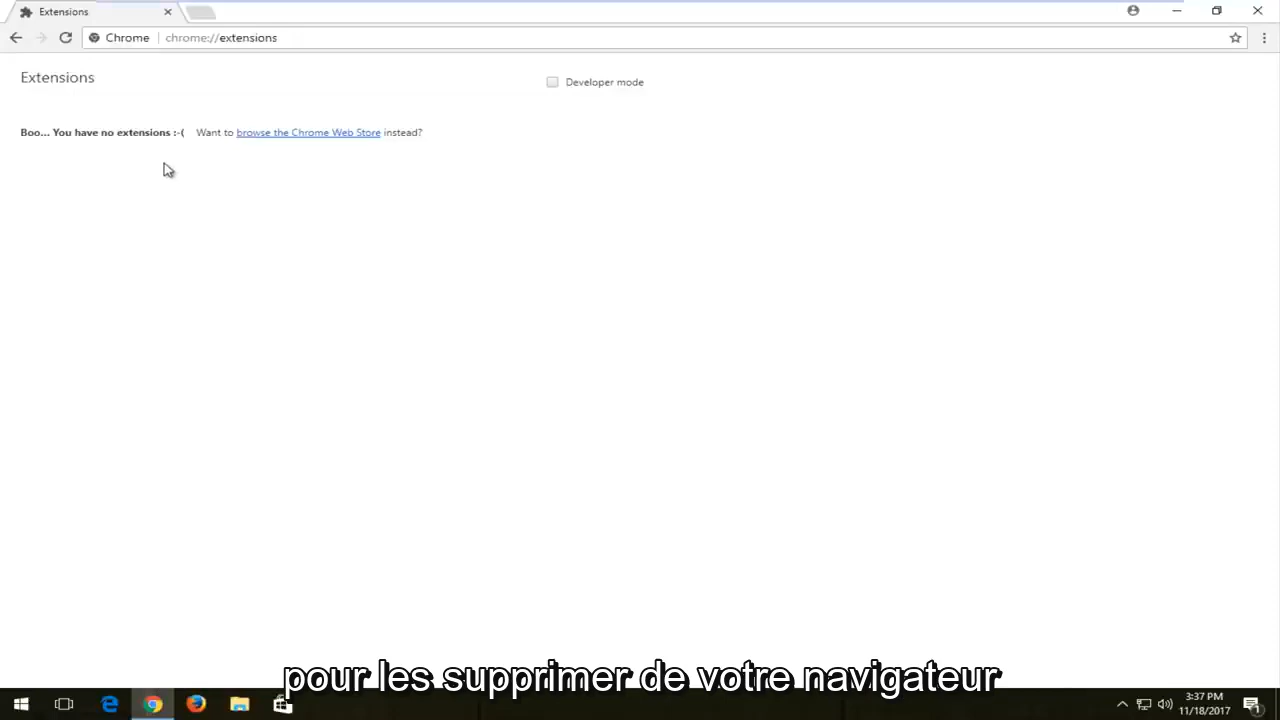 Extensions
Chrome chrome://extensions
Extensions
Developer mode
Boo... You have no extensions :-( Want to browse the Chrome Web Store instead?
pour les supprimer de votre navigateur
3:37 PM
11/18/2017
1